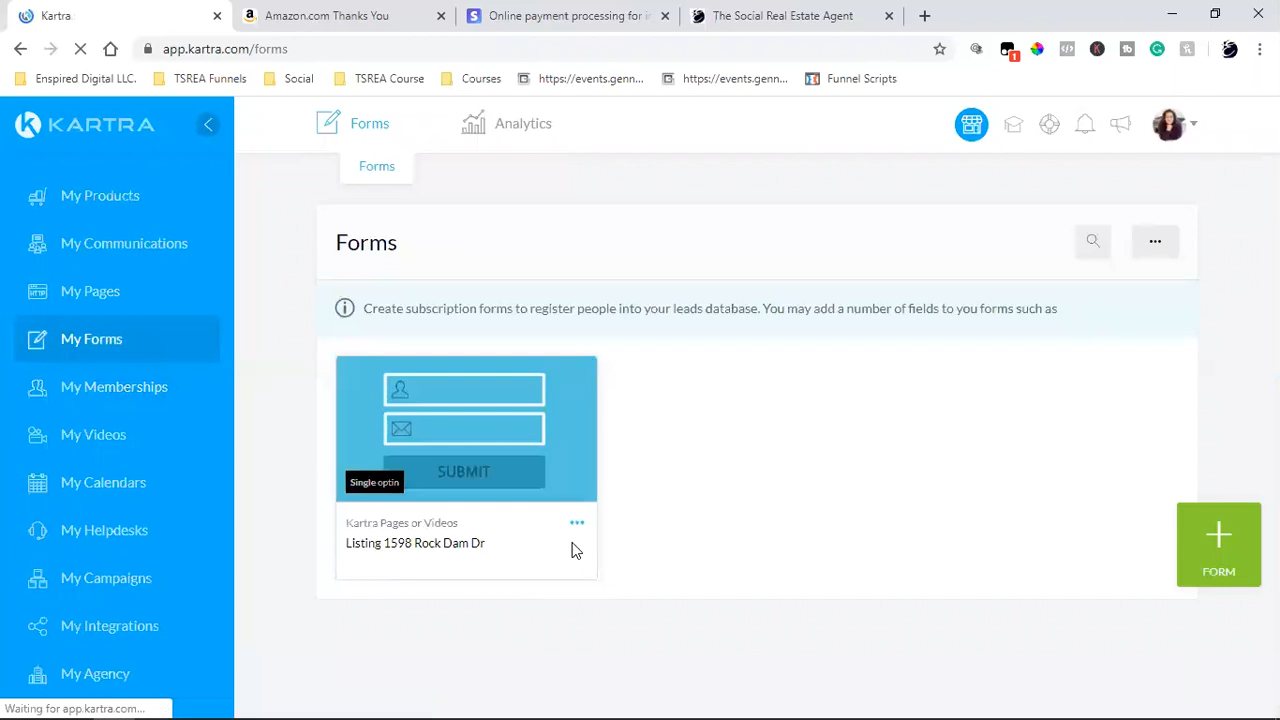 Kartra
Amazon.com Thanks You
Online payment processing for in
The Social Real Estate Agent
app.kartra.com/forms
1
Enspired Digital LLC.
TSREA Funnels
Social
TSREA Course
Courses
https://events.genn...
https://events.genn...
Funnel Scripts
KARTRA
Forms
Analytics
Forms
My Products
My Communications
My Pages
My Forms
My Memberships
My Videos
My Calendars
My Helpdesks
My Campaigns
My Integrations
My Agency
Forms
Create subscription forms to register people into your leads database. You may add a number of fields to you forms such as
SUBMIT
Single optin
Kartra Pages or Videos
Listing 1598 Rock Dam Dr
FORM
Waiting for app.kartra.com...